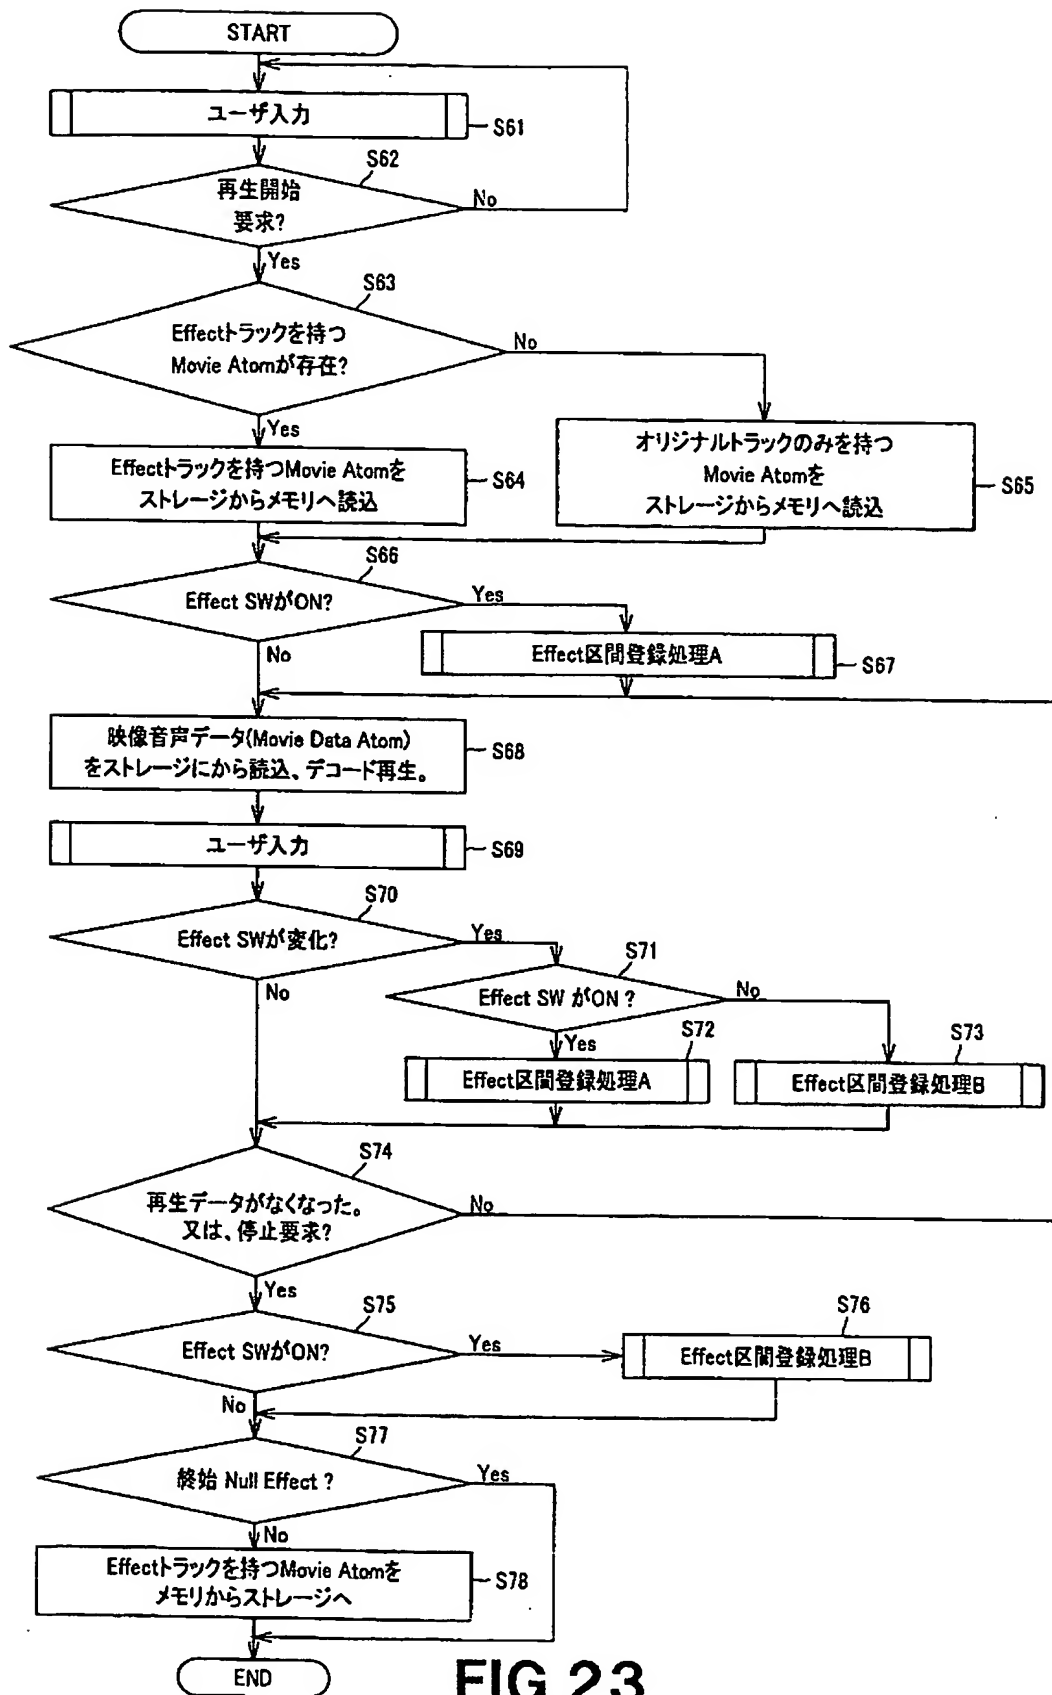 START
ユーザ入力
S61
S62
再生開始
要求?
No
Yes
S63
Effectトラックを持つ
Movie Atomが存在?
No
Yes
Effectトラックを持つMovie Atomを
ストレージからメモリへ読込
S64
オリジナルトラックのみを持つ
Movie Atomを
ストレージからメモリへ読込
S65
S66
Effect SWがON?
Yes
No
Effect区間登録処理A
S67
映像音声データ(Movie Data Atom)
をストレージにから読込、デコード再生。
S68
ユーザ入力
S69
S70
Effect SWが変化?
Yes
No
S71
Effect SW がON ?
No
Yes
S72
Effect区間登録処理A
S73
Effect区間登録処理B
S74
再生データがなくなった。
又は、停止要求?
No
Yes
S75
Effect SWがON?
Yes
No
S76
Effect区間登録処理B
S77
終始 Null Effect ?
Yes
No
Effectトラックを持つMovie Atomを
メモリからストレージへ
S78
END
FIG.23